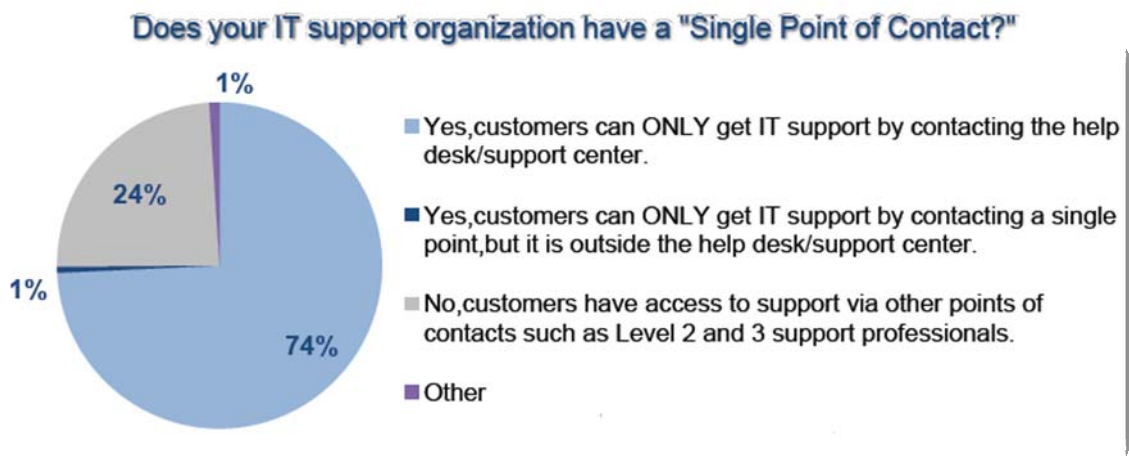 Does your IT support organization have a "Single Point of Contact?"
1%
24%
1%
74%
Yes,customers can ONLY get IT support by contacting the help
desk/support center.
Yes,customers can ONLY get IT support by contacting a single
point,but it is outside the help desk/support center.
No,customers have access to support via other points of
contacts such as Level 2 and 3 support professionals.
Other